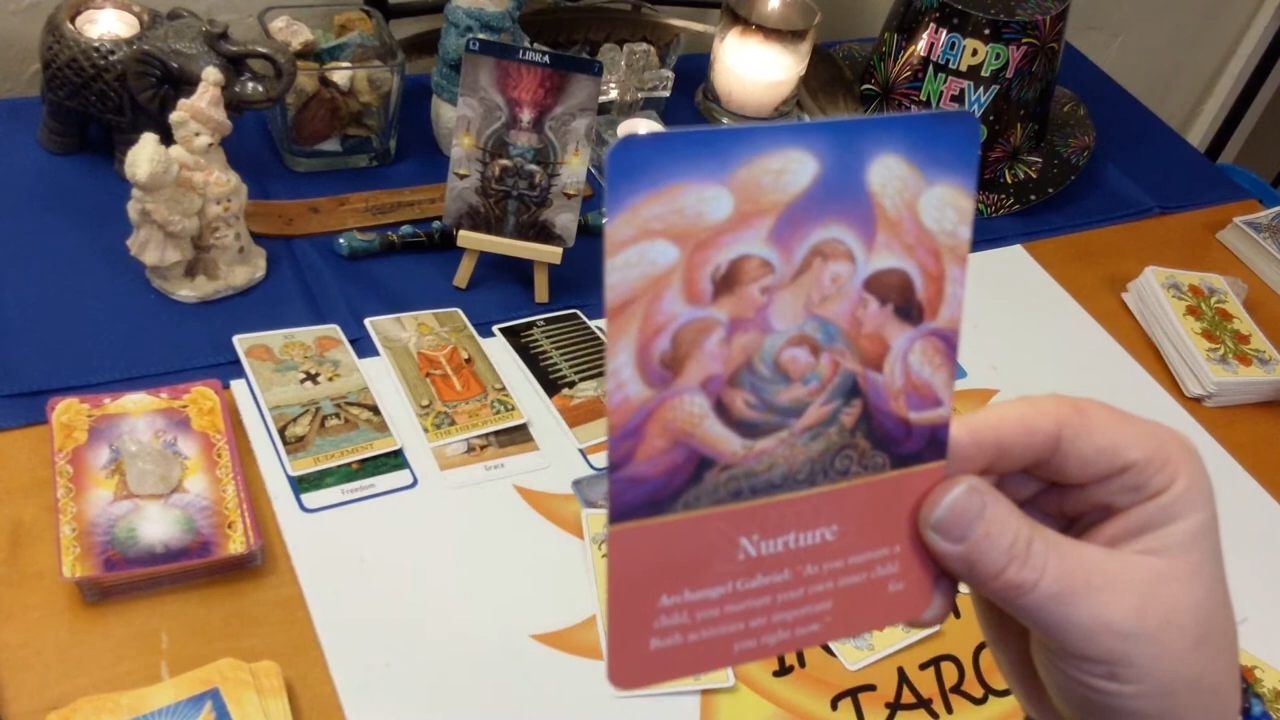 LIBRA
HAPPY
NEW
XX
JUDGEMENT
Freedom
THE HIEROPHANT
Grace
IX
Nurture
Archangel Gabriel: "As you nurture a
child, you nurture your own inner child.
Both activities are important for
you right now."
TARO